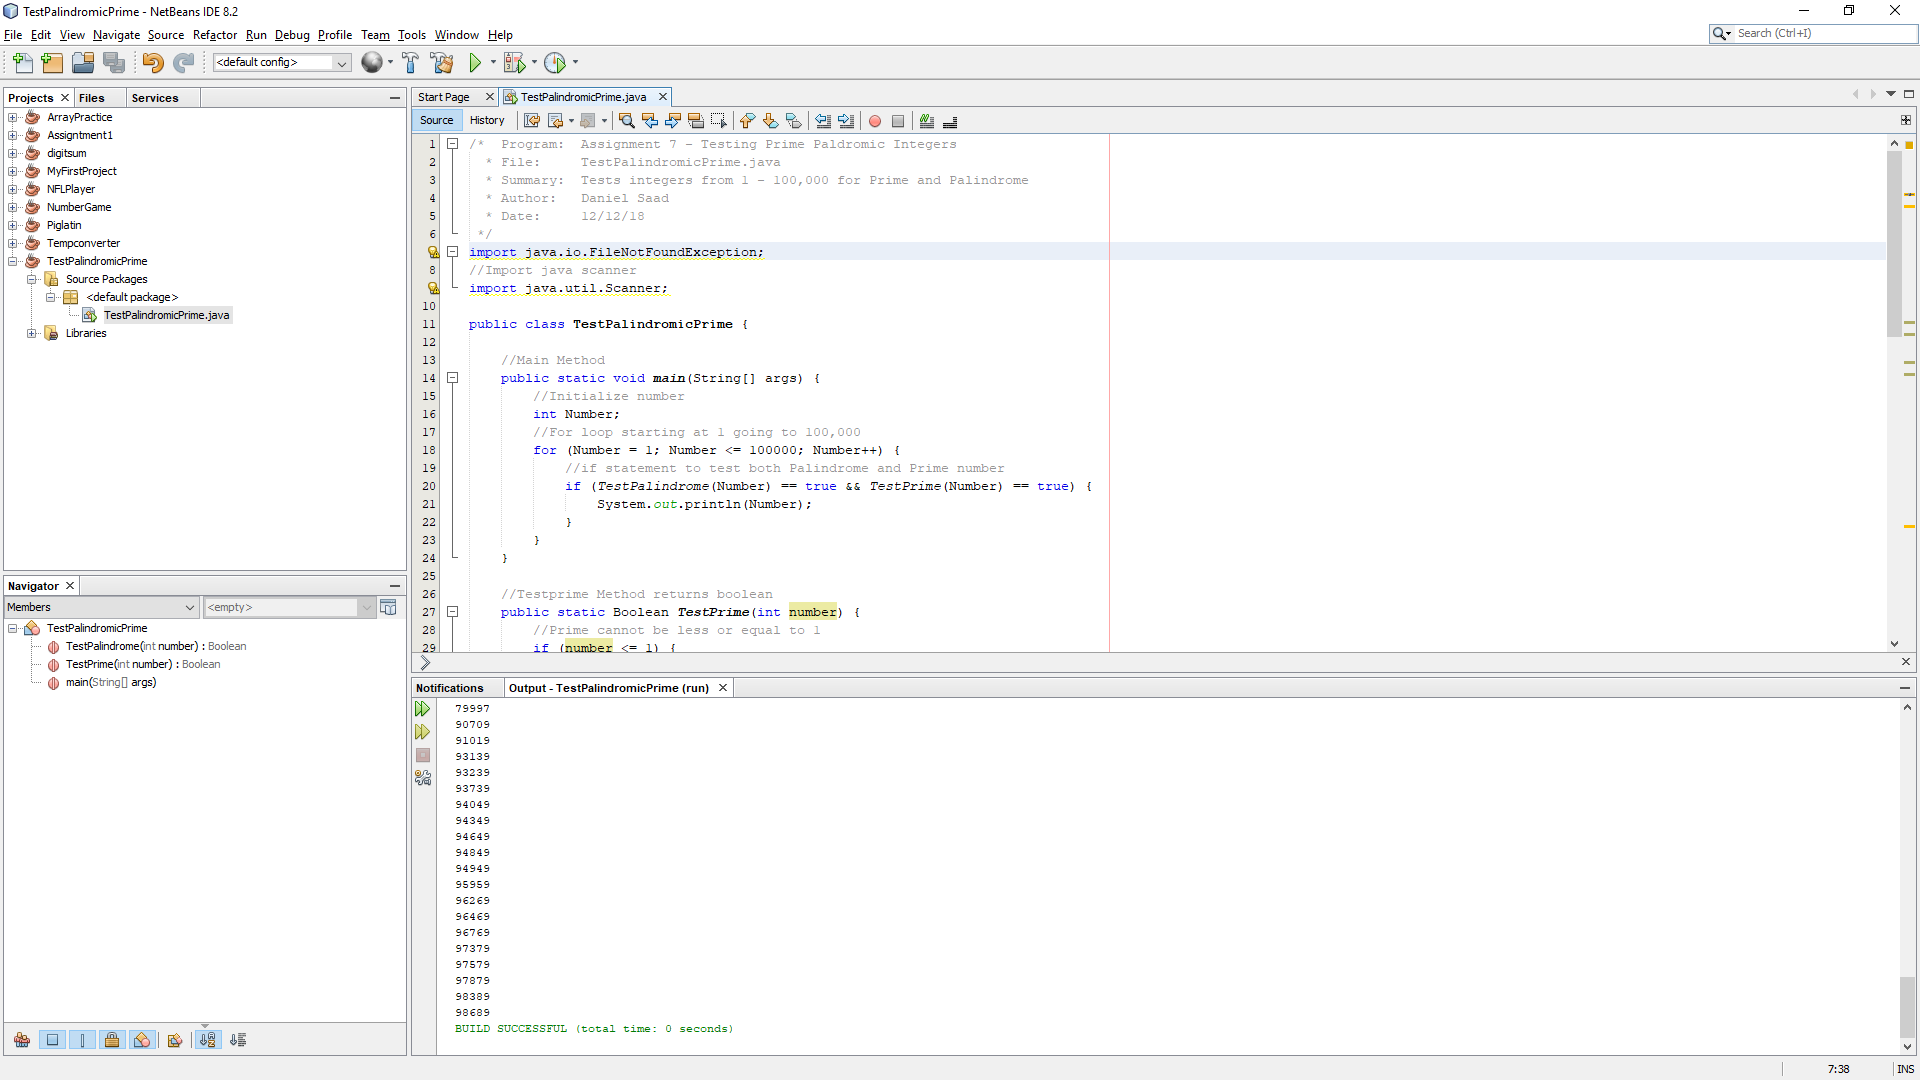 TestPalindromicPrime - NetBeans IDE 8.2
File Edit View Navigate Source Refactor Run Debug Profile Team Tools Window Help
Search (Ctrl+I)
<default config>
Projects Files Services
ArrayPractice
Assigntment1
digitsum
MyFirstProject
NFLPlayer
NumberGame
Piglatin
Tempconverter
TestPalindromicPrime
Source Packages
<default package>
TestPalindromicPrime.java
Libraries
Navigator
Members <empty>
TestPalindromicPrime
TestPalindrome(int number) : Boolean
TestPrime(int number) : Boolean
main(String[] args)
Start Page TestPalindromicPrime.java
Source History
1 /* Program: Assignment 7 - Testing Prime Paldromic Integers
2 * File: TestPalindromicPrime.java
3 * Summary: Tests integers from 1 - 100,000 for Prime and Palindrome
4 * Author: Daniel Saad
5 * Date: 12/12/18
6 */
import java.io.FileNotFoundException;
8 //Import java scanner
import java.util.Scanner;
10
11 public class TestPalindromicPrime {
12
13 //Main Method
14 public static void main(String[] args) {
15 //Initialize number
16 int Number;
17 //For loop starting at 1 going to 100,000
18 for (Number = 1; Number <= 100000; Number++) {
19 //if statement to test both Palindrome and Prime number
20 if (TestPalindrome(Number) == true && TestPrime(Number) == true) {
21 System.out.println(Number);
22 }
23 }
24 }
25
26 //Testprime Method returns boolean
27 public static Boolean TestPrime(int number) {
28 //Prime cannot be less or equal to 1
29 if (number <= 1) {
Notifications Output - TestPalindromicPrime (run)
79997
90709
91019
93139
93239
93739
94049
94349
94649
94849
94949
95959
96269
96469
96769
97379
97579
97879
98389
98689
BUILD SUCCESSFUL (total time: 0 seconds)
7:38 INS